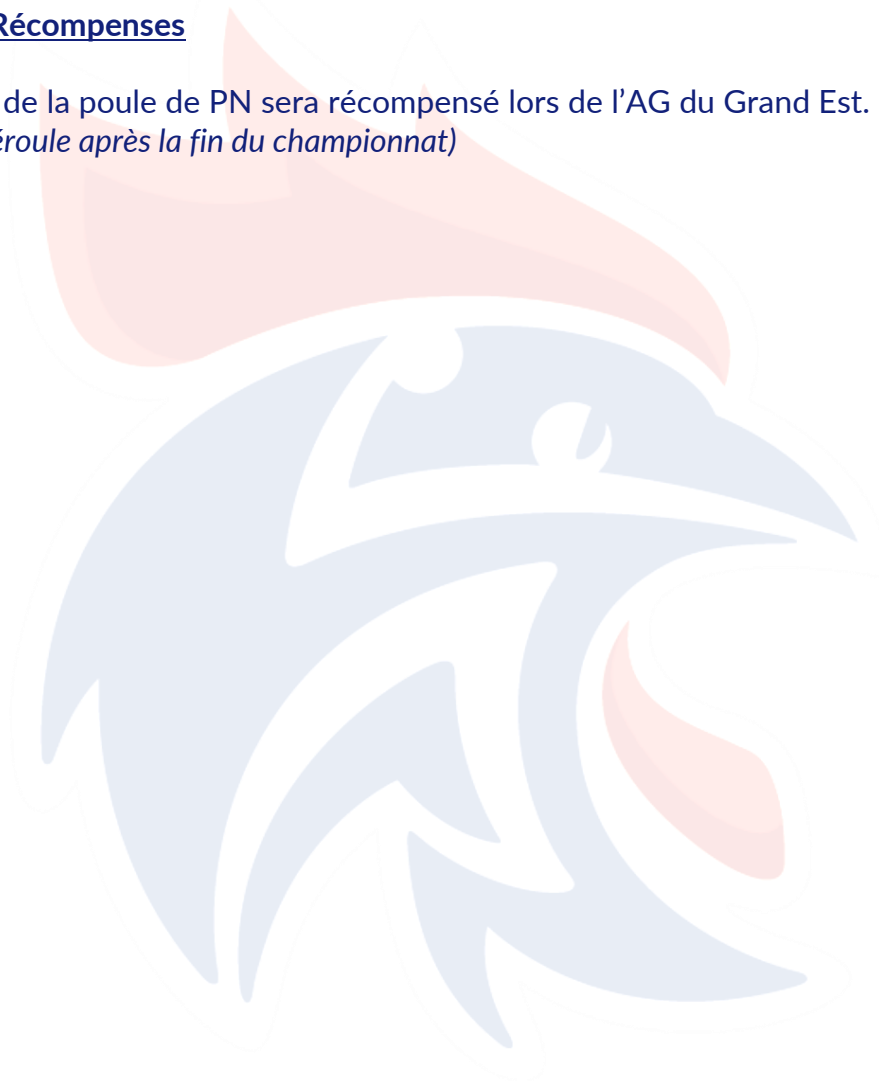 Récompenses
de la poule de PN sera récompensé lors de l’AG du Grand Est.
éroule après la fin du championnat)